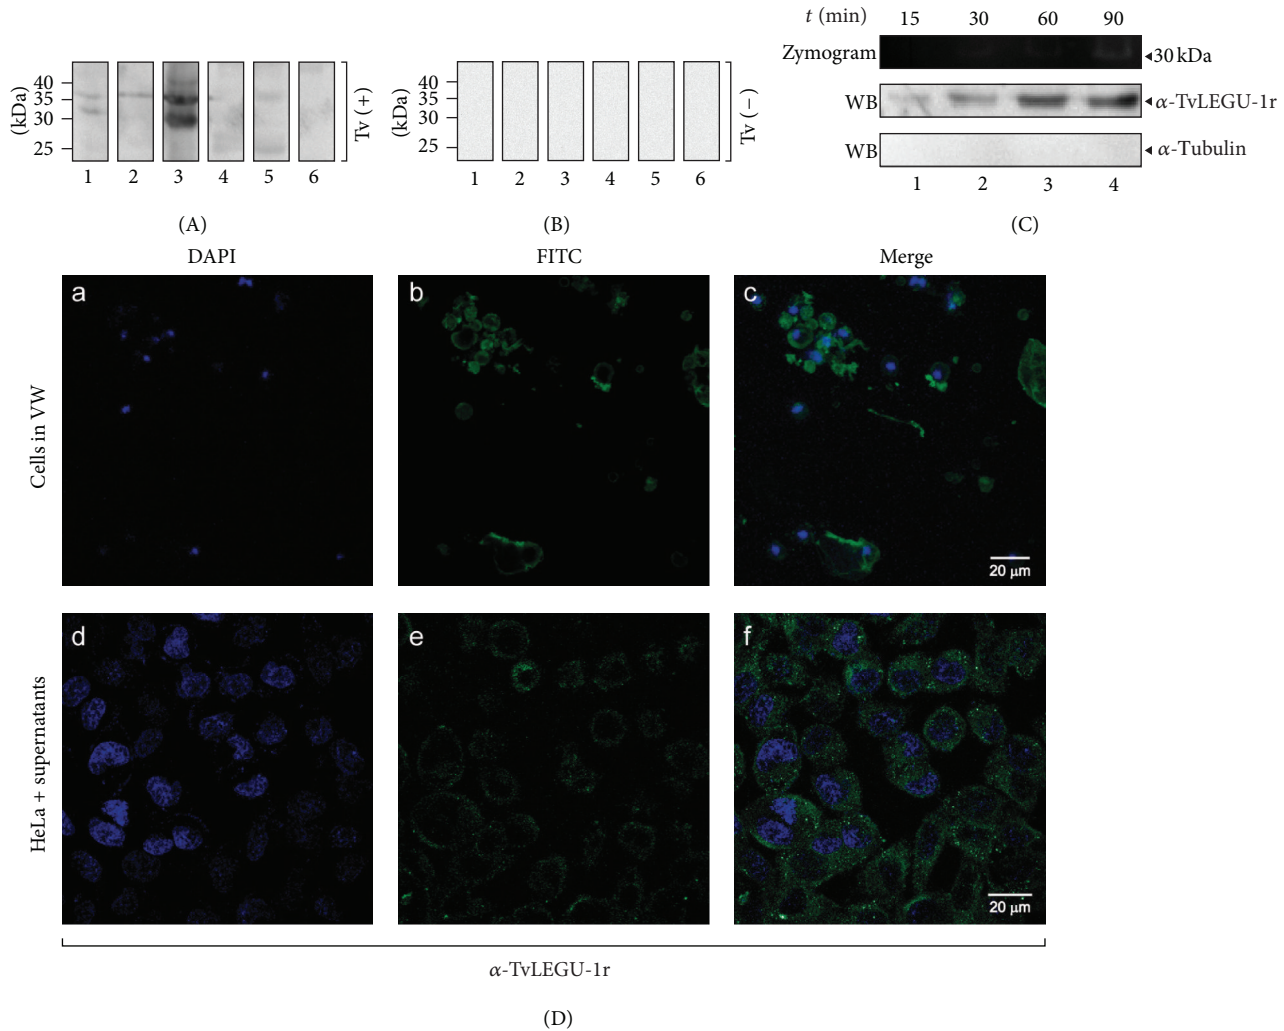 t (min) 15 30 60 90
Zymogram 30 kDa
WB α-TvLEGU-1r
WB α-Tubulin
1 2 3 4
(C)
(kDa) 40 35 30 25
Tv (+)
1 2 3 4 5 6
(A)
(kDa) 40 35 30 25
Tv (−)
1 2 3 4 5 6
(B)
DAPI FITC Merge
Cells in VW
a b c
20 µm
HeLa + supernatants
d e f
20 µm
α-TvLEGU-1r
(D)